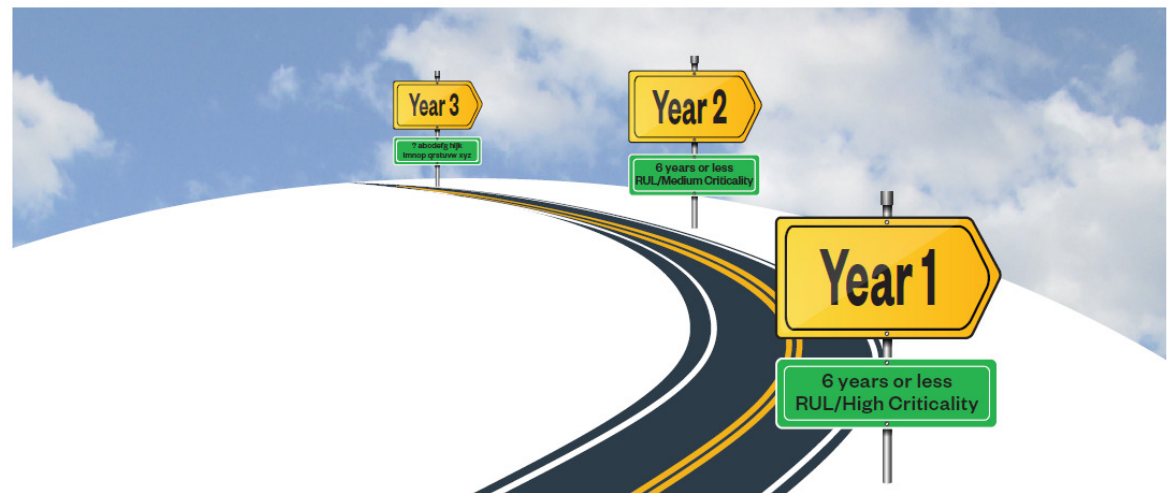 Year 3
? abcdefg hijk
lmnop qrstuvw xyz
Year 2
6 years or less
RUL/Medium Criticality
Year 1
6 years or less
RUL/High Criticality